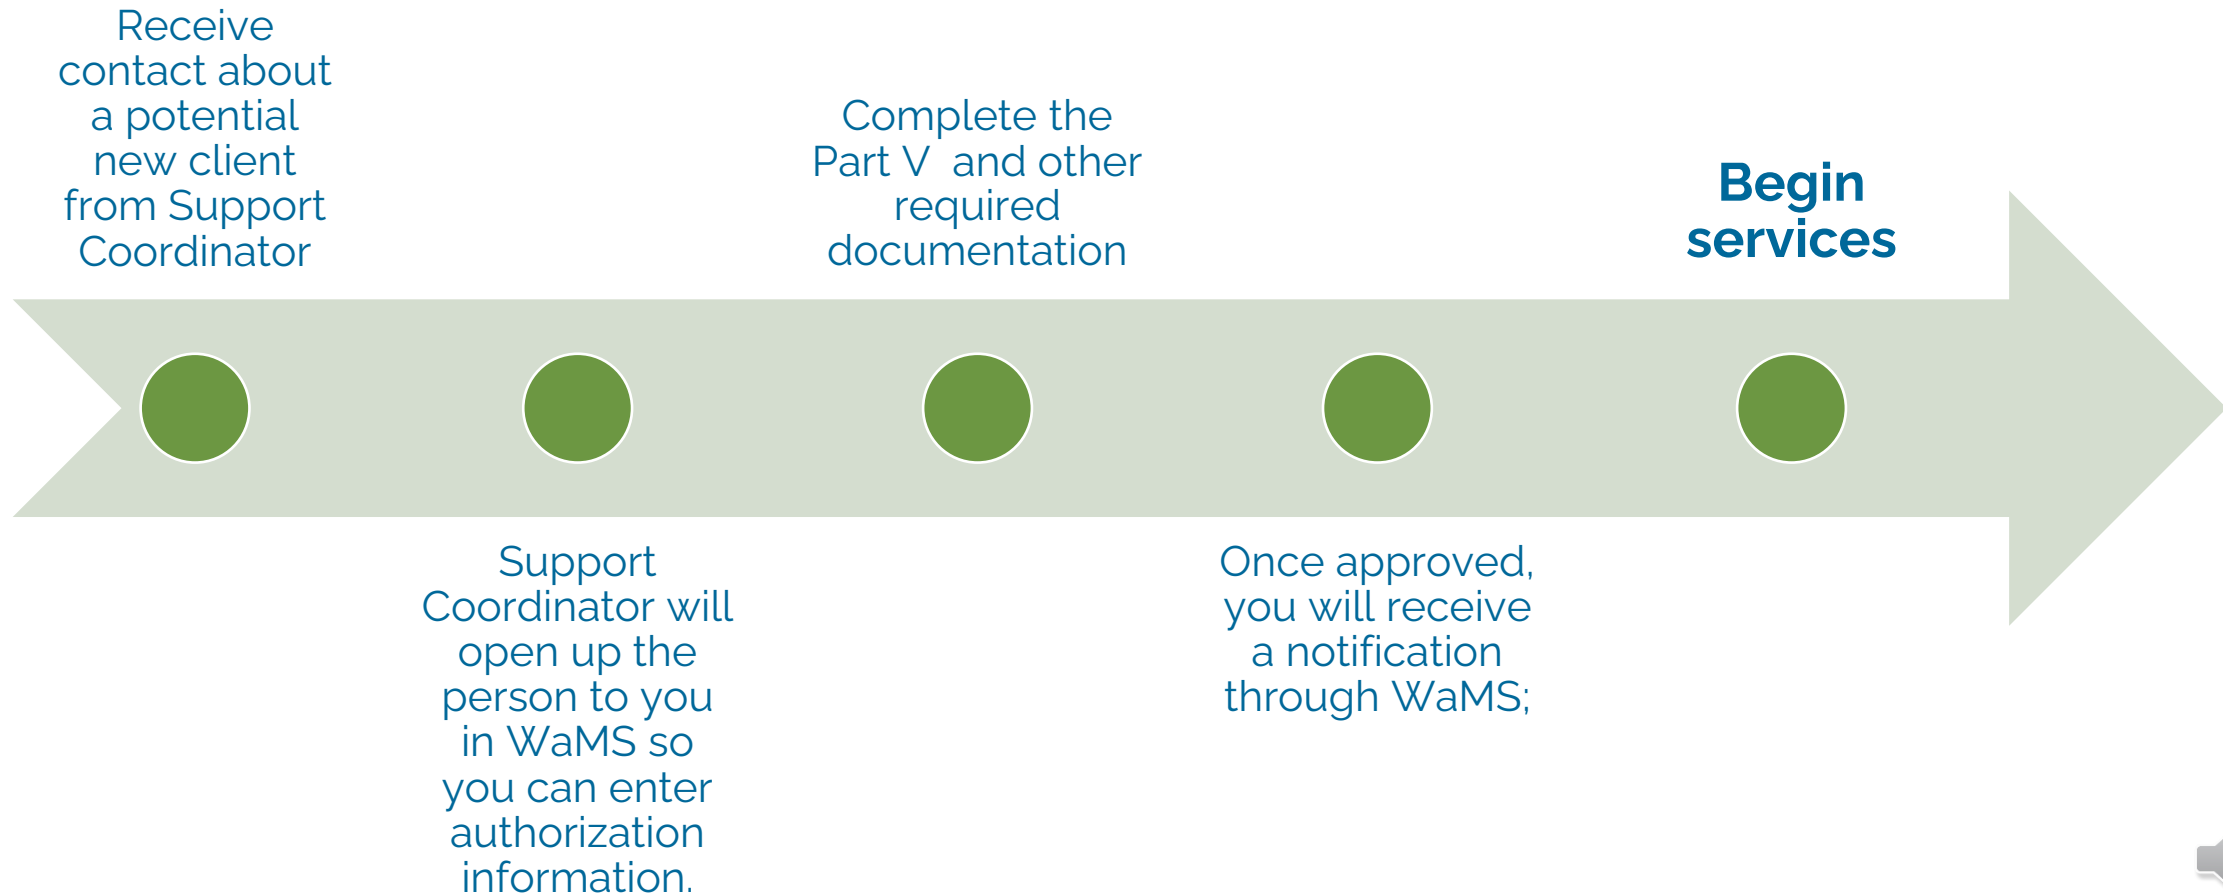 Receive
contact about
a potential
new client
from Support
Coordinator
Support
Coordinator will
open up the
person to you
in WaMS so
you can enter
authorization
information.
Complete the
Part V  and other
required
documentation
Once approved,
you will receive
a notification
through WaMS;
Begin
services